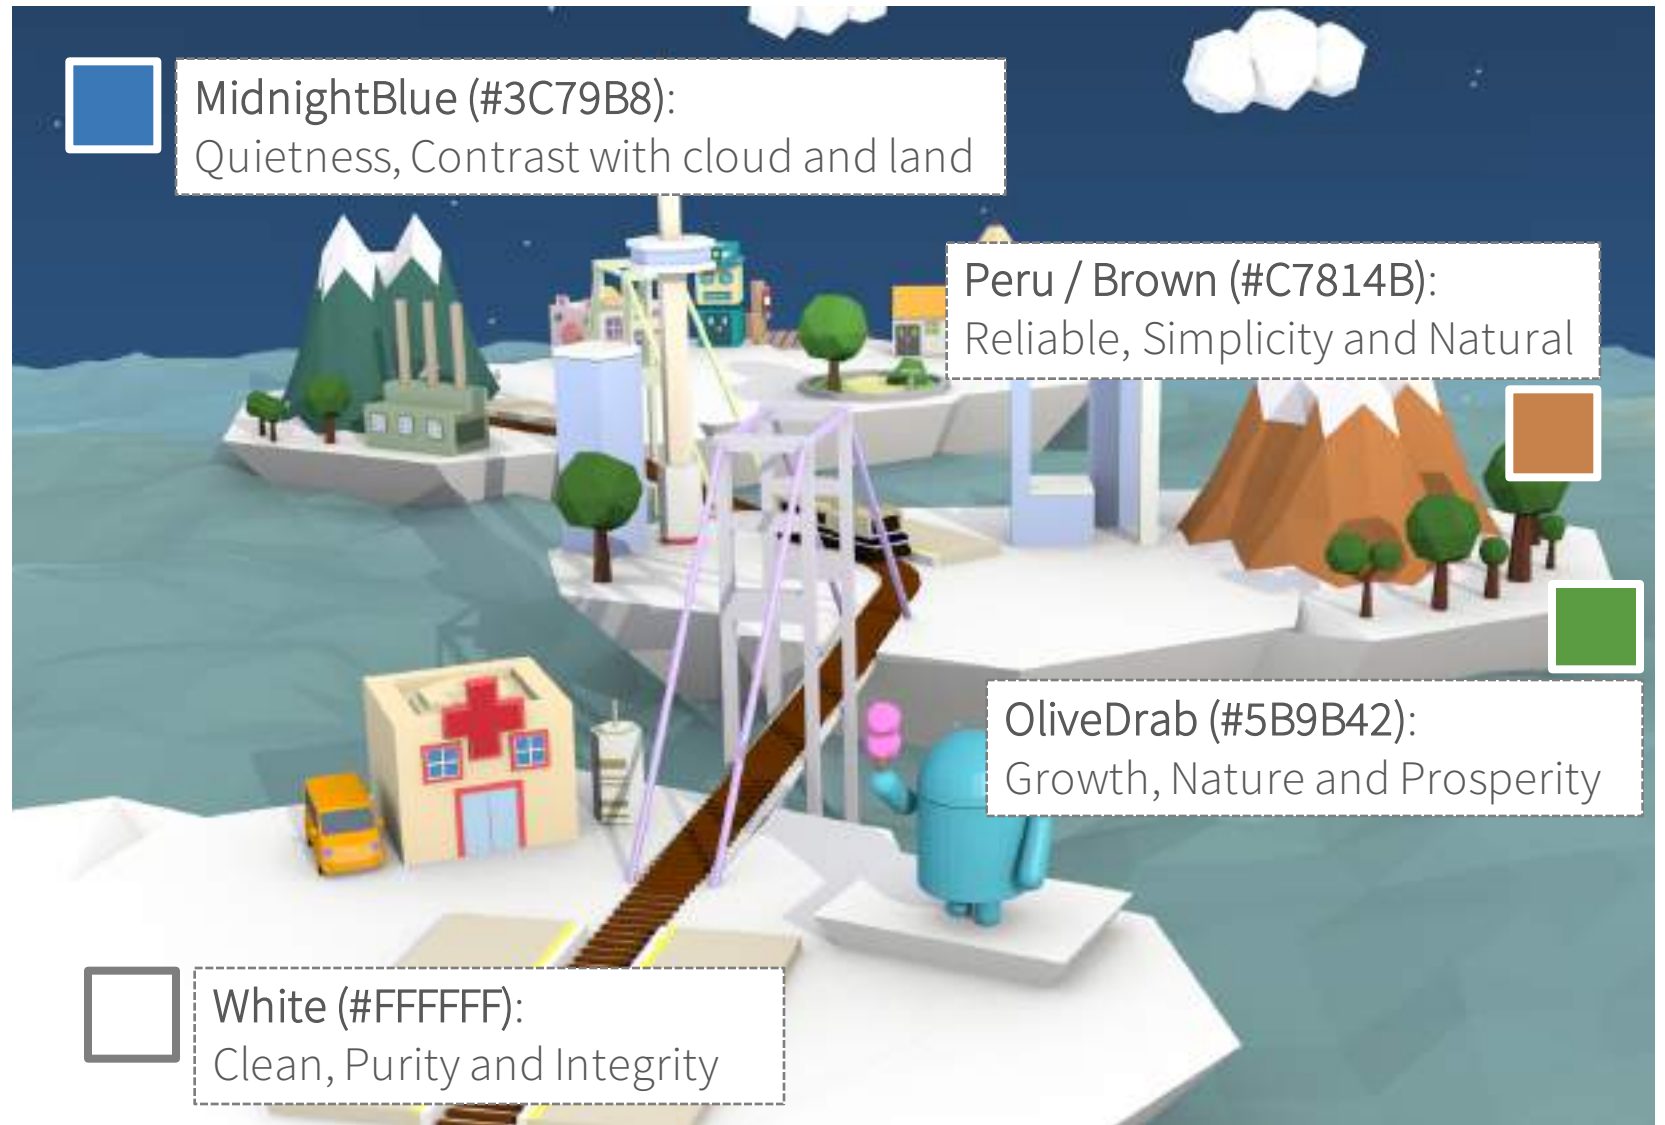 MidnightBlue (#3C79B8):
Quietness, Contrast with cloud and land
Peru / Brown (#C7814B):
Reliable, Simplicity and Natural
OliveDrab (#5B9B42):
Growth, Nature and Prosperity
White (#FFFFFF):
Clean, Purity and Integrity